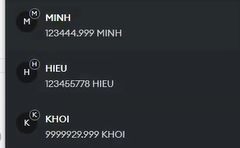 M M
MINH
123444.999 MINH
H H
HIEU
123455778 HIEU
K K
KHOI
9999929.999 KHOI